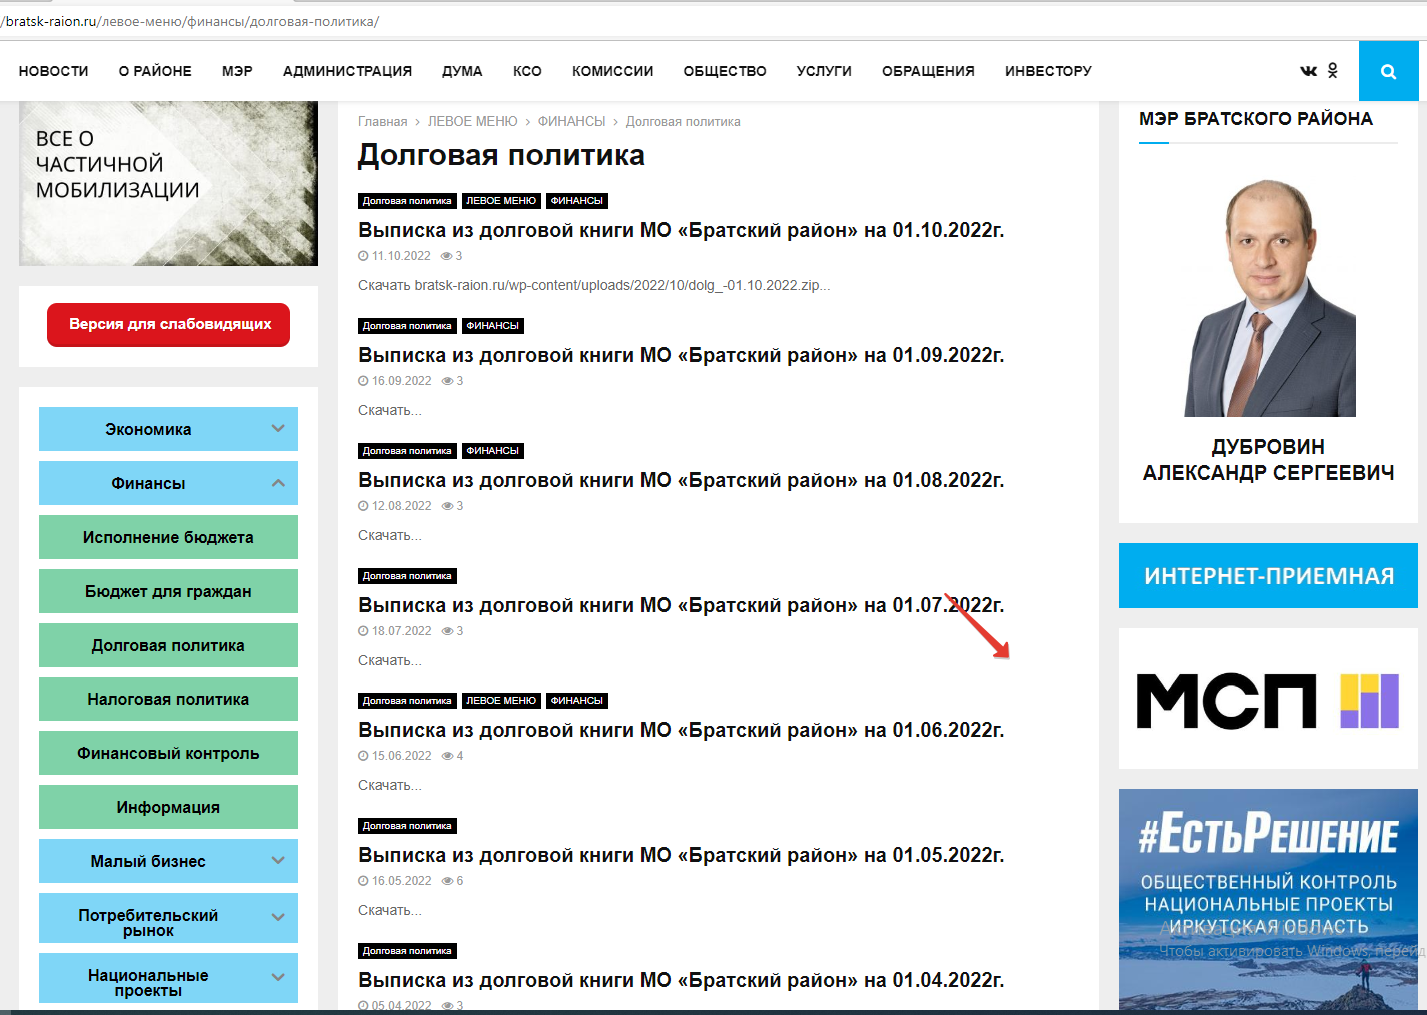 /bratsk-raion.ru/левое-меню/финансы/долговая-политика/
НОВОСТИ О РАЙОНЕ МЭР АДМИНИСТРАЦИЯ ДУМА КСО КОМИССИИ ОБЩЕСТВО УСЛУГИ ОБРАЩЕНИЯ ИНВЕСТОРУ
ВСЕ О
ЧАСТИЧНОЙ
МОБИЛИЗАЦИИ
Версия для слабовидящих
Экономика
Финансы
Исполнение бюджета
Бюджет для граждан
Долговая политика
Налоговая политика
Финансовый контроль
Информация
Малый бизнес
Потребительский
рынок
Национальные
проекты
Главная > ЛЕВОЕ МЕНЮ > ФИНАНСЫ > Долговая политика
Долговая политика
Долговая политика ЛЕВОЕ МЕНЮ ФИНАНСЫ
Выписка из долговой книги МО «Братский район» на 01.10.2022г.
11.10.2022 3
Скачать bratsk-raion.ru/wp-content/uploads/2022/10/dolg_-01.10.2022.zip...
Долговая политика ФИНАНСЫ
Выписка из долговой книги МО «Братский район» на 01.09.2022г.
16.09.2022 3
Скачать...
Долговая политика ФИНАНСЫ
Выписка из долговой книги МО «Братский район» на 01.08.2022г.
12.08.2022 3
Скачать...
Долговая политика
Выписка из долговой книги МО «Братский район» на 01.07.2022г.
18.07.2022 3
Скачать...
Долговая политика ЛЕВОЕ МЕНЮ ФИНАНСЫ
Выписка из долговой книги МО «Братский район» на 01.06.2022г.
15.06.2022 4
Скачать...
Долговая политика
Выписка из долговой книги МО «Братский район» на 01.05.2022г.
16.05.2022 6
Скачать...
Долговая политика
Выписка из долговой книги МО «Братский район» на 01.04.2022г.
05.04.2022 3
МЭР БРАТСКОГО РАЙОНА
ДУБРОВИН
АЛЕКСАНДР СЕРГЕЕВИЧ
ИНТЕРНЕТ-ПРИЕМНАЯ
МСП
#ЕСТЬРЕШЕНИЕ
ОБЩЕСТВЕННЫЙ КОНТРОЛЬ
НАЦИОНАЛЬНЫЕ ПРОЕКТЫ
ИРКУТСКАЯ ОБЛАСТЬ
Чтобы активировать Windows, перейд